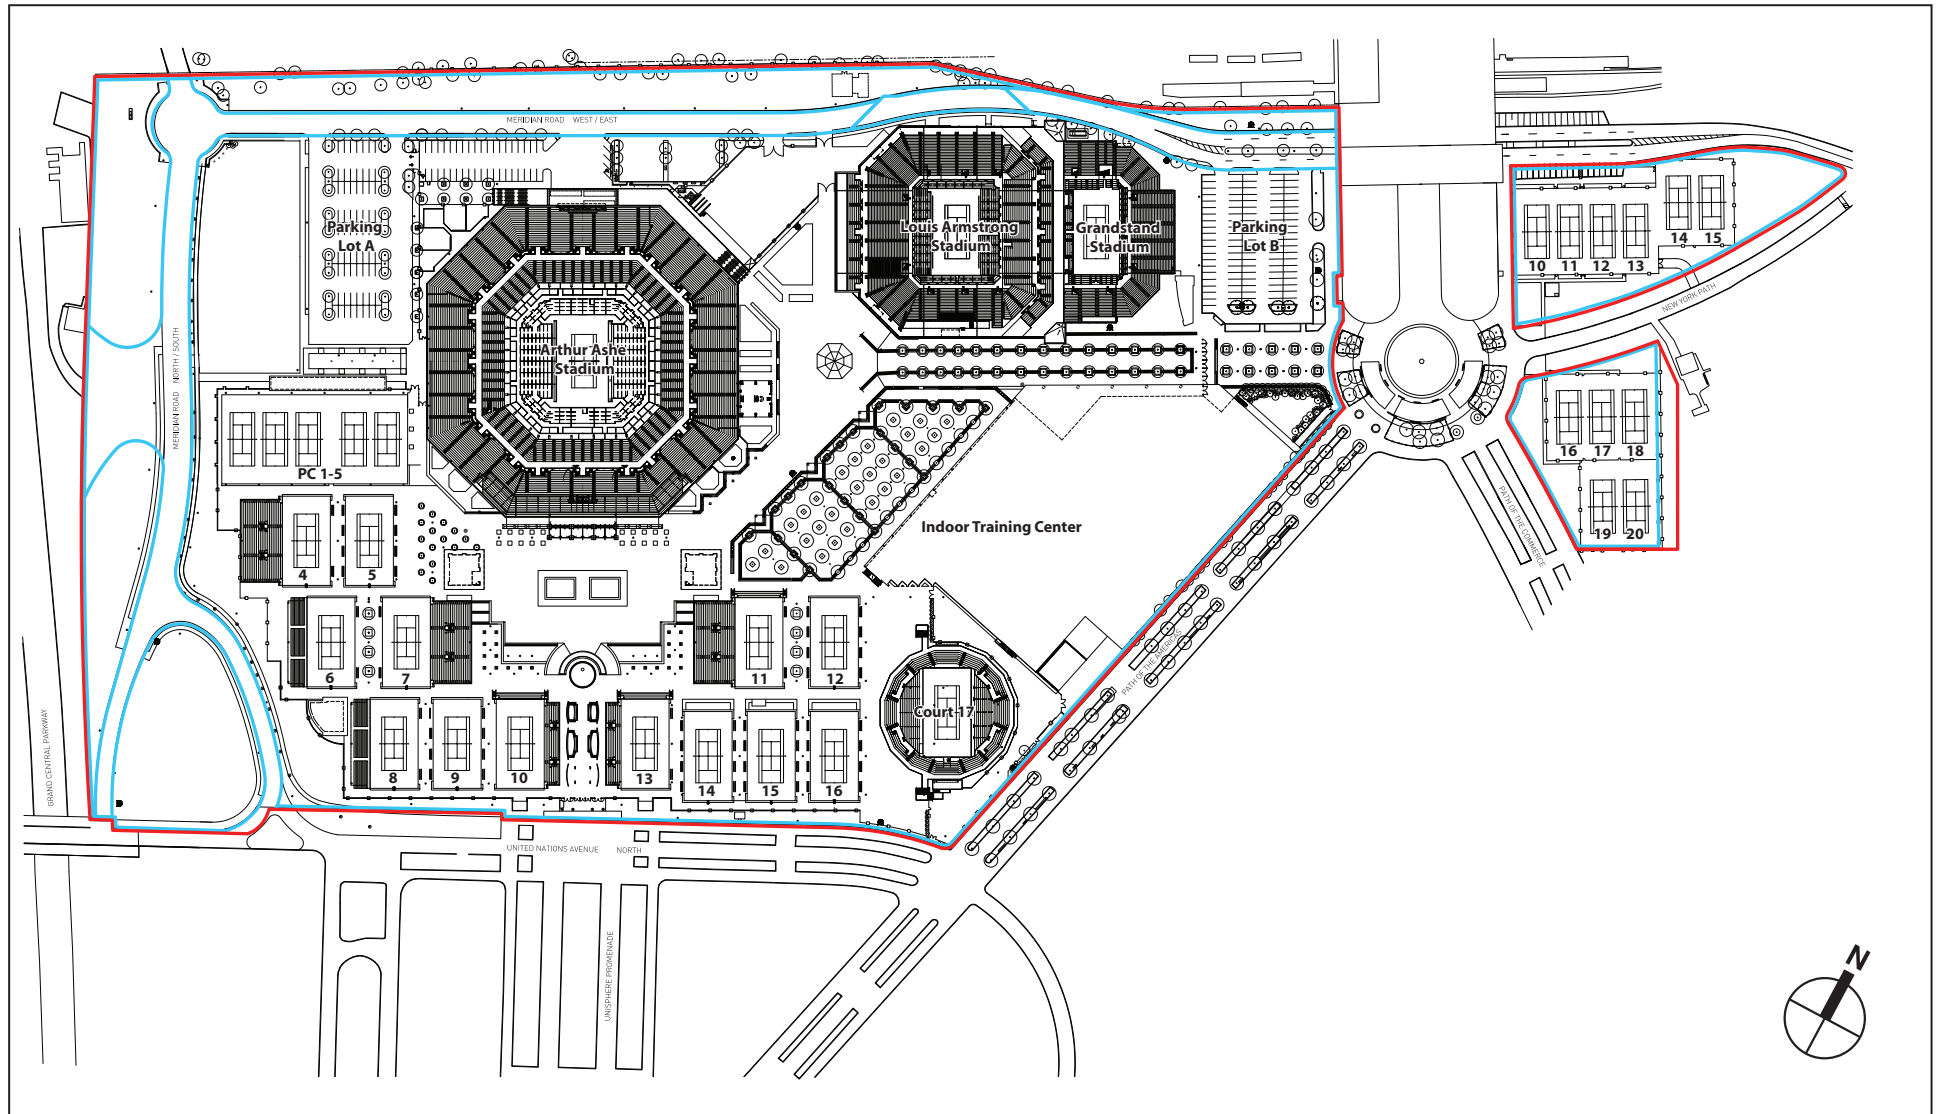 MERIDIAN ROAD WEST / EAST
Parking
Lot A
Louis Armstrong
Stadium
Grandstand
Stadium
Parking
Lot B
14 15
10 11 12 13
NEW YORK PATH
MERIDIAN ROAD NORTH / SOUTH
Arthur Ashe
Stadium
PC 1-5
16 17 18
19 20
PATH OF THE COMMERCE
Indoor Training Center
4 5
6 7
11 12
PATH OF THE AMERICAS
Court 17
8 9 10
13
14 15 16
GRAND CENTRAL PARKWAY
UNITED NATIONS AVENUE NORTH
UNISPHERE PROMENADE
N